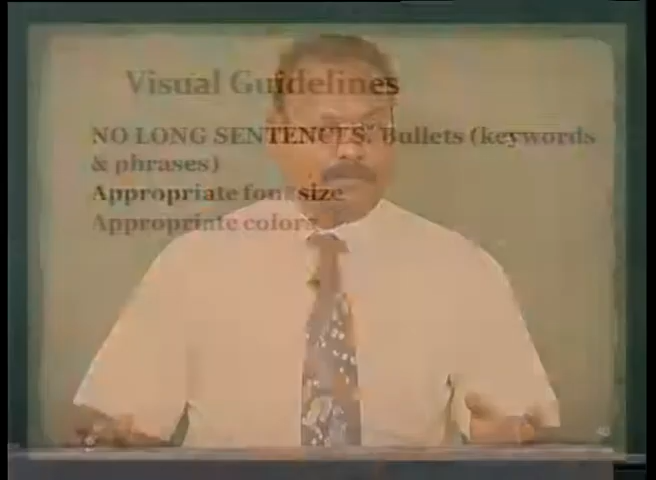 Visual Guidelines
NO LONG SENTENCES. Bullets (keywords
& phrases)
Appropriate font size
Appropriate colors